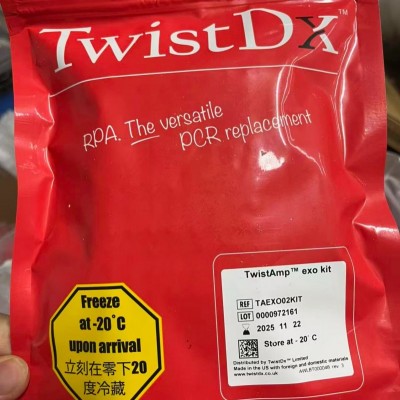 TwistDx™
RPA. The versatile
PCR replacement
TwistAmp™ exo kit
REF TAEXO02KIT
LOT 0000972161
2025 11 22
Store at - 20° C
Distributed by TwistDx™ Limited
Made in the US with foreign and domestic materials
www.twistdx.co.uk
Freeze
at -20°C
upon arrival
立刻在零下20
度冷藏